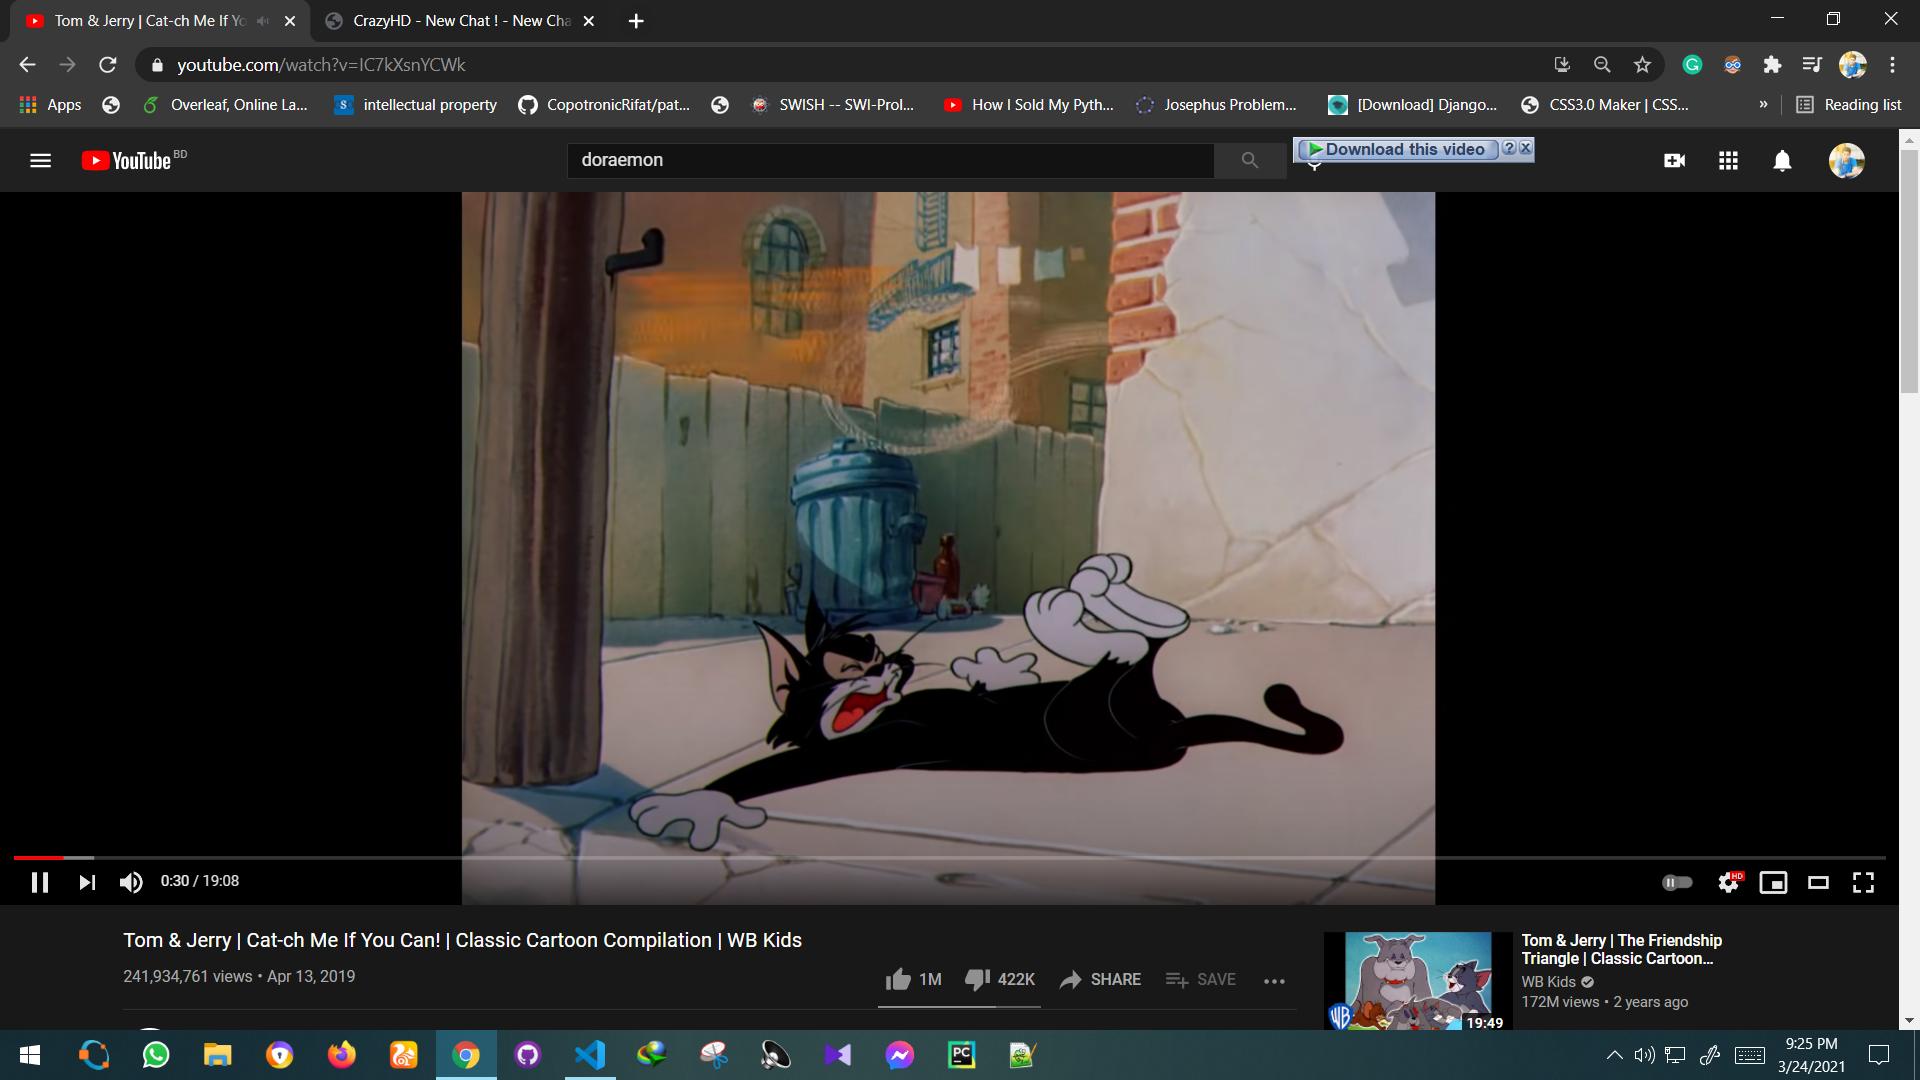 Tom & Jerry | Cat-ch Me If Yo
CrazyHD - New Chat ! - New Cha
youtube.com/watch?v=IC7kXsnYCWk
Apps
Overleaf, Online La...
intellectual property
CopotronicRifat/pat...
SWISH -- SWI-Prol...
How I Sold My Pyth...
Josephus Problem...
[Download] Django...
CSS3.0 Maker | CSS...
»
Reading list
YouTube BD
doraemon
Download this video
0:30 / 19:08
HD
Tom & Jerry | Cat-ch Me If You Can! | Classic Cartoon Compilation | WB Kids
241,934,761 views • Apr 13, 2019
1M
422K
SHARE
SAVE
Tom & Jerry | The Friendship
Triangle | Classic Cartoon...
WB Kids
172M views • 2 years ago
WB
19:49
PC
9:25 PM
3/24/2021